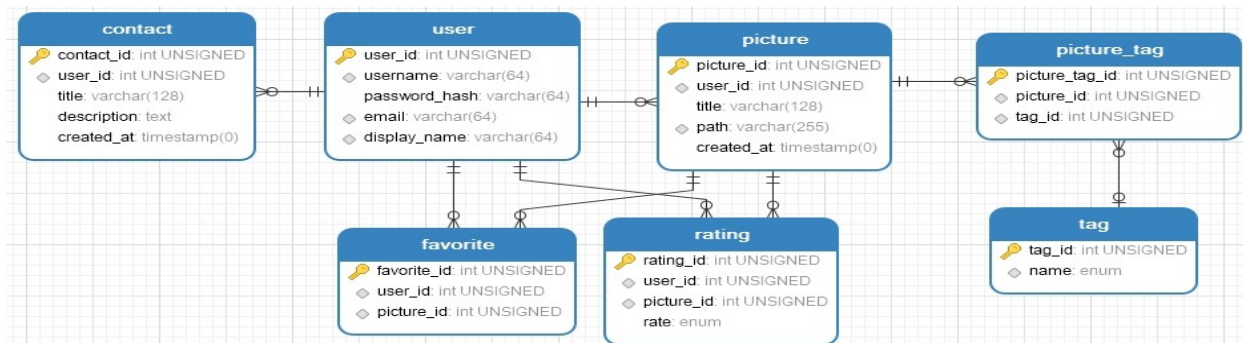 contact
contact_id: int UNSIGNED
user_id: int UNSIGNED
title: varchar(128)
description: text
created_at: timestamp(0)
user
user_id: int UNSIGNED
username: varchar(64)
password_hash: varchar(64)
email: varchar(64)
display_name: varchar(64)
picture
picture_id: int UNSIGNED
user_id: int UNSIGNED
title: varchar(128)
path: varchar(255)
created_at: timestamp(0)
picture_tag
picture_tag_id: int UNSIGNED
picture_id: int UNSIGNED
tag_id: int UNSIGNED
favorite
favorite_id: int UNSIGNED
user_id: int UNSIGNED
picture_id: int UNSIGNED
rating
rating_id: int UNSIGNED
user_id: int UNSIGNED
picture_id: int UNSIGNED
rate: enum
tag
tag_id: int UNSIGNED
name: enum